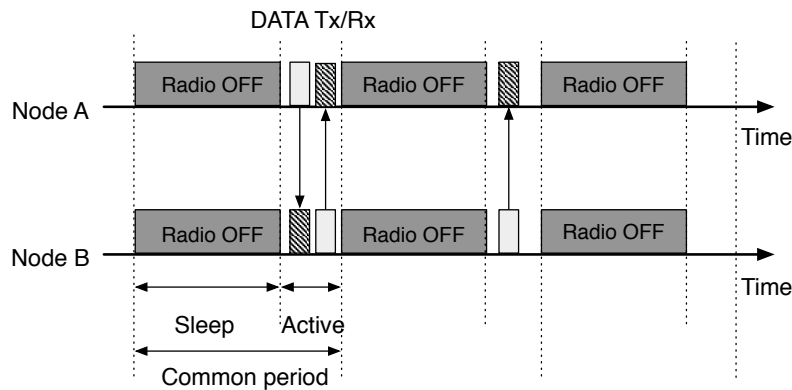 DATA Tx/Rx
Radio OFF Radio OFF Radio OFF
Node A
Time
Radio OFF Radio OFF Radio OFF
Node B
Time
Sleep Active
Common period